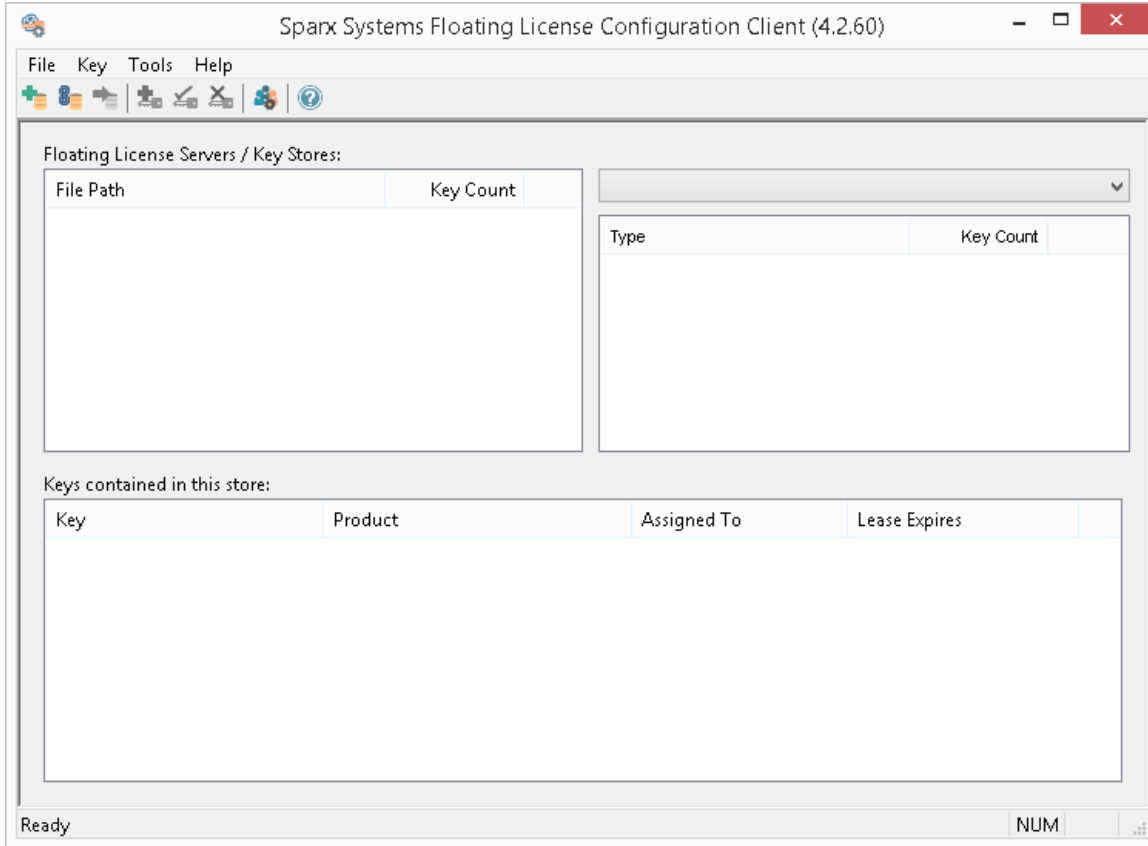 Sparx Systems Floating License Configuration Client (4.2.60)
File Key Tools Help
Floating License Servers / Key Stores:
File Path Key Count
Type Key Count
Keys contained in this store:
Key Product Assigned To Lease Expires
Ready NUM